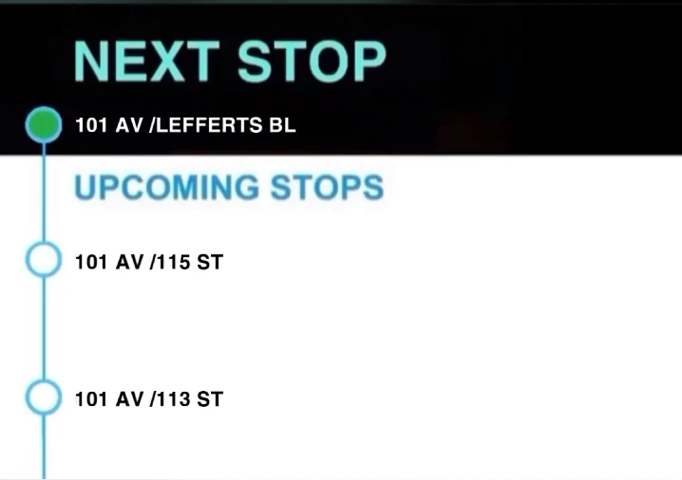 NEXT STOP
101 AV /LEFFERTS BL
UPCOMING STOPS
101 AV /115 ST
101 AV /113 ST